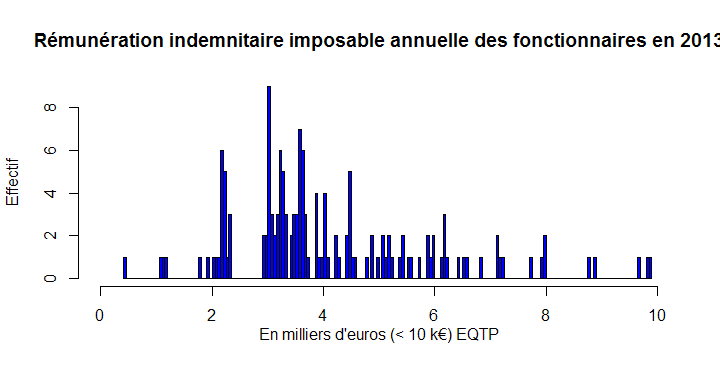 Rémunération indemnitaire imposable annuelle des fonctionnaires en 2013
Effectif
8
6
4
2
0
0 2 4 6 8 10
En milliers d'euros (< 10 k€) EQTP